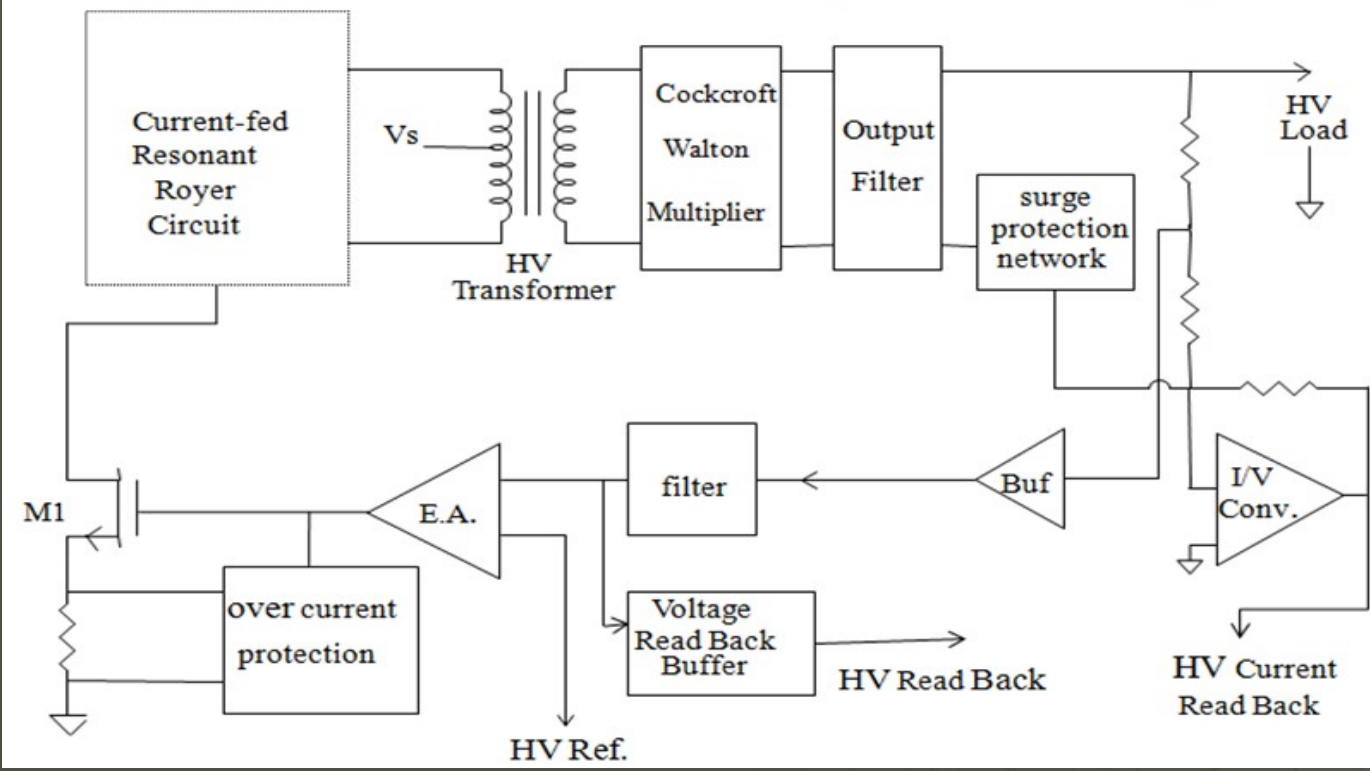 Current-fed
Resonant
Royer
Circuit
Vs
HV
Transformer
Cockcroft
Walton
Multiplier
Output
Filter
surge
protection
network
HV
Load
M1
E.A.
filter
Buf
I/V
Conv.
over current
protection
Voltage
Read Back
Buffer
HV Read Back
HV Ref.
HV Current
Read Back